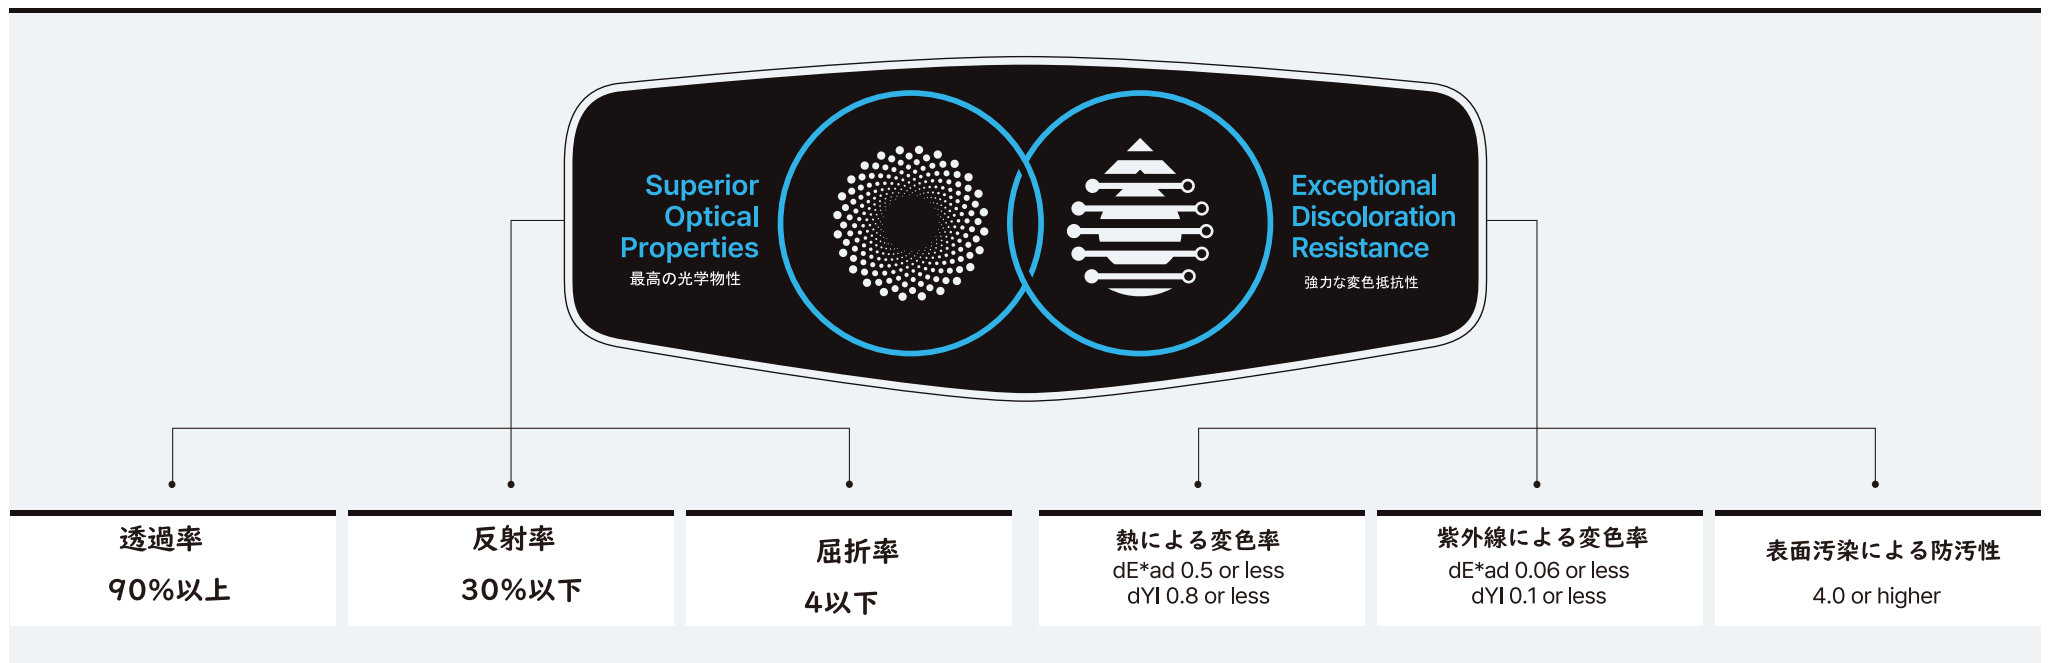 Superior
Optical
Properties
最高の光学物性
Exceptional
Discoloration
Resistance
強力な変色抵抗性
透過率
90%以上
反射率
30%以下
屈折率
4以下
熱による変色率
dE*ad 0.5 or less
dYI 0.8 or less
紫外線による変色率
dE*ad 0.06 or less
dYI 0.1 or less
表面汚染による防汚性
4.0 or higher